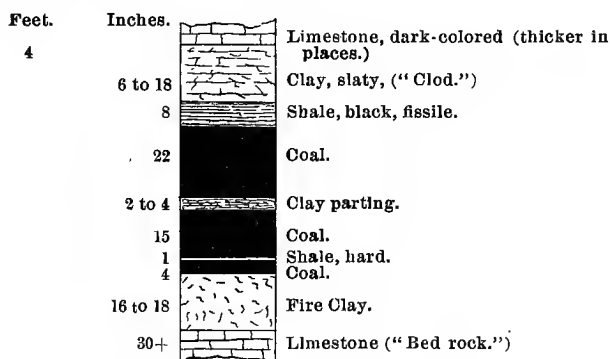 Feet. Inches.
Limestone, dark-colored (thicker in
4 places.)
6 to 18 Clay, slaty, ("Clod.")
8 Shale, black, fissile.
22 Coal.
2 to 4 Clay parting.
15 Coal.
1 Shale, hard.
4 Coal.
16 to 18 Fire Clay.
30+ Limestone ("Bed rock.")